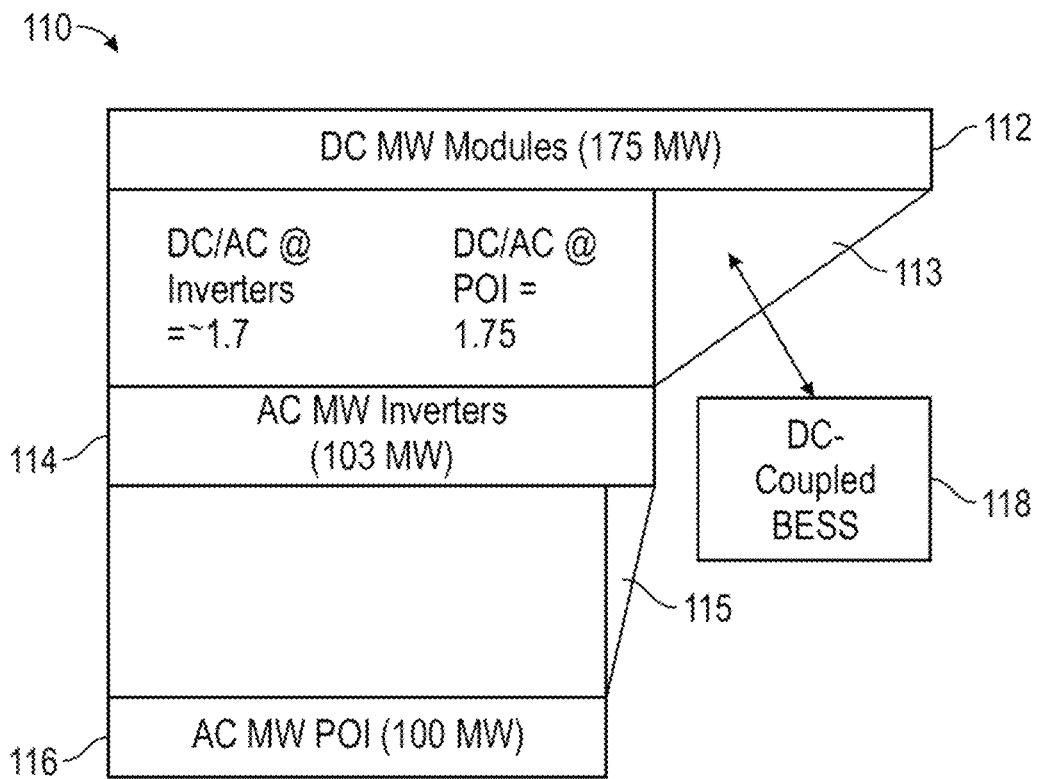 110
DC MW Modules (175 MW)
112
DC/AC @
Inverters
=~1.7
DC/AC @
POI =
1.75
113
AC MW Inverters
(103 MW)
114
DC-
Coupled
BESS
118
115
AC MW POI (100 MW)
116